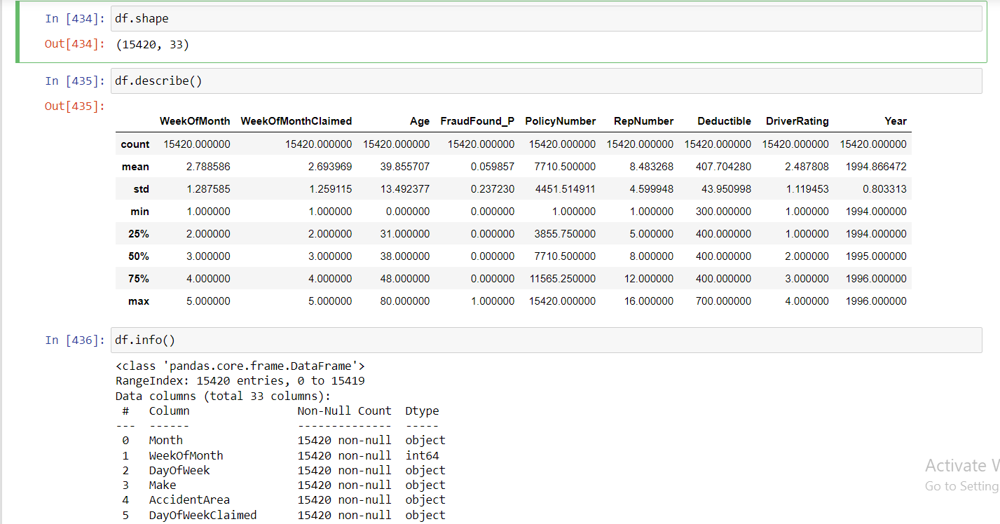 In [434]: df.shape
Out[434]: (15420, 33)
In [435]: df.describe()
Out[435]:
WeekOfMonth WeekOfMonthClaimed Age FraudFound_P PolicyNumber RepNumber Deductible DriverRating Year
count 15420.000000 15420.000000 15420.000000 15420.000000 15420.000000 15420.000000 15420.000000 15420.000000 15420.000000
mean 2.788586 2.693969 39.855707 0.059857 7710.500000 8.483268 407.704280 2.487808 1994.866472
std 1.287585 1.259115 13.492377 0.237230 4451.514911 4.599948 43.950998 1.119453 0.803313
min 1.000000 1.000000 0.000000 0.000000 1.000000 1.000000 300.000000 1.000000 1994.000000
25% 2.000000 2.000000 31.000000 0.000000 3855.750000 5.000000 400.000000 1.000000 1994.000000
50% 3.000000 3.000000 38.000000 0.000000 7710.500000 8.000000 400.000000 2.000000 1995.000000
75% 4.000000 4.000000 48.000000 0.000000 11565.250000 12.000000 400.000000 3.000000 1996.000000
max 5.000000 5.000000 80.000000 1.000000 15420.000000 16.000000 700.000000 4.000000 1996.000000
In [436]: df.info()
<class 'pandas.core.frame.DataFrame'>
RangeIndex: 15420 entries, 0 to 15419
Data columns (total 33 columns):
# Column Non-Null Count Dtype
--- ------ -------------- -----
0 Month 15420 non-null object
1 WeekOfMonth 15420 non-null int64
2 DayOfWeek 15420 non-null object
3 Make 15420 non-null object
4 AccidentArea 15420 non-null object
5 DayOfWeekClaimed 15420 non-null object
Activate W
Go to Setting